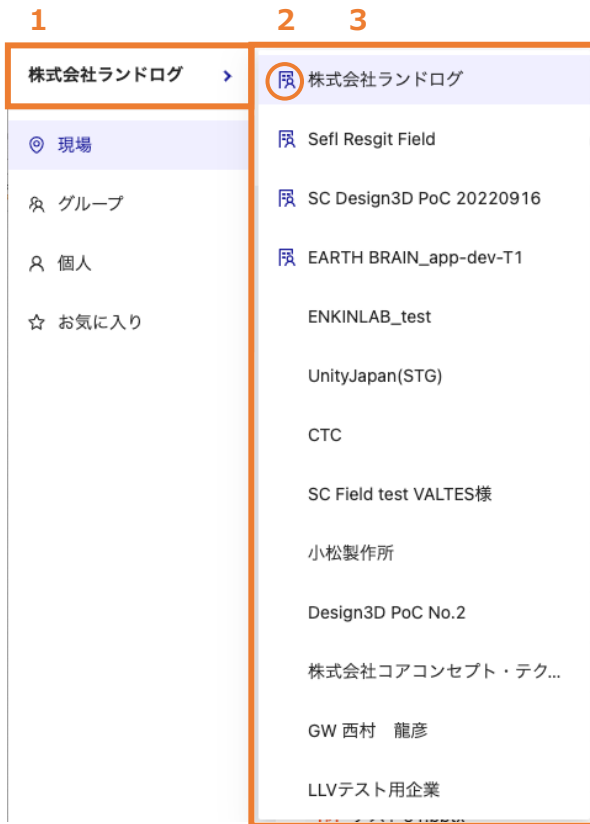 1
2
3
株式会社ランドログ
現場
グループ
個人
お気に入り
株式会社ランドログ
Sefl Resgit Field
SC Design3D PoC 20220916
EARTH BRAIN_app-dev-T1
ENKINLAB_test
UnityJapan(STG)
CTC
SC Field test VALTES様
小松製作所
Design3D PoC No.2
株式会社コアコンセプト・テク...
GW 西村　龍彦
LLVテスト用企業